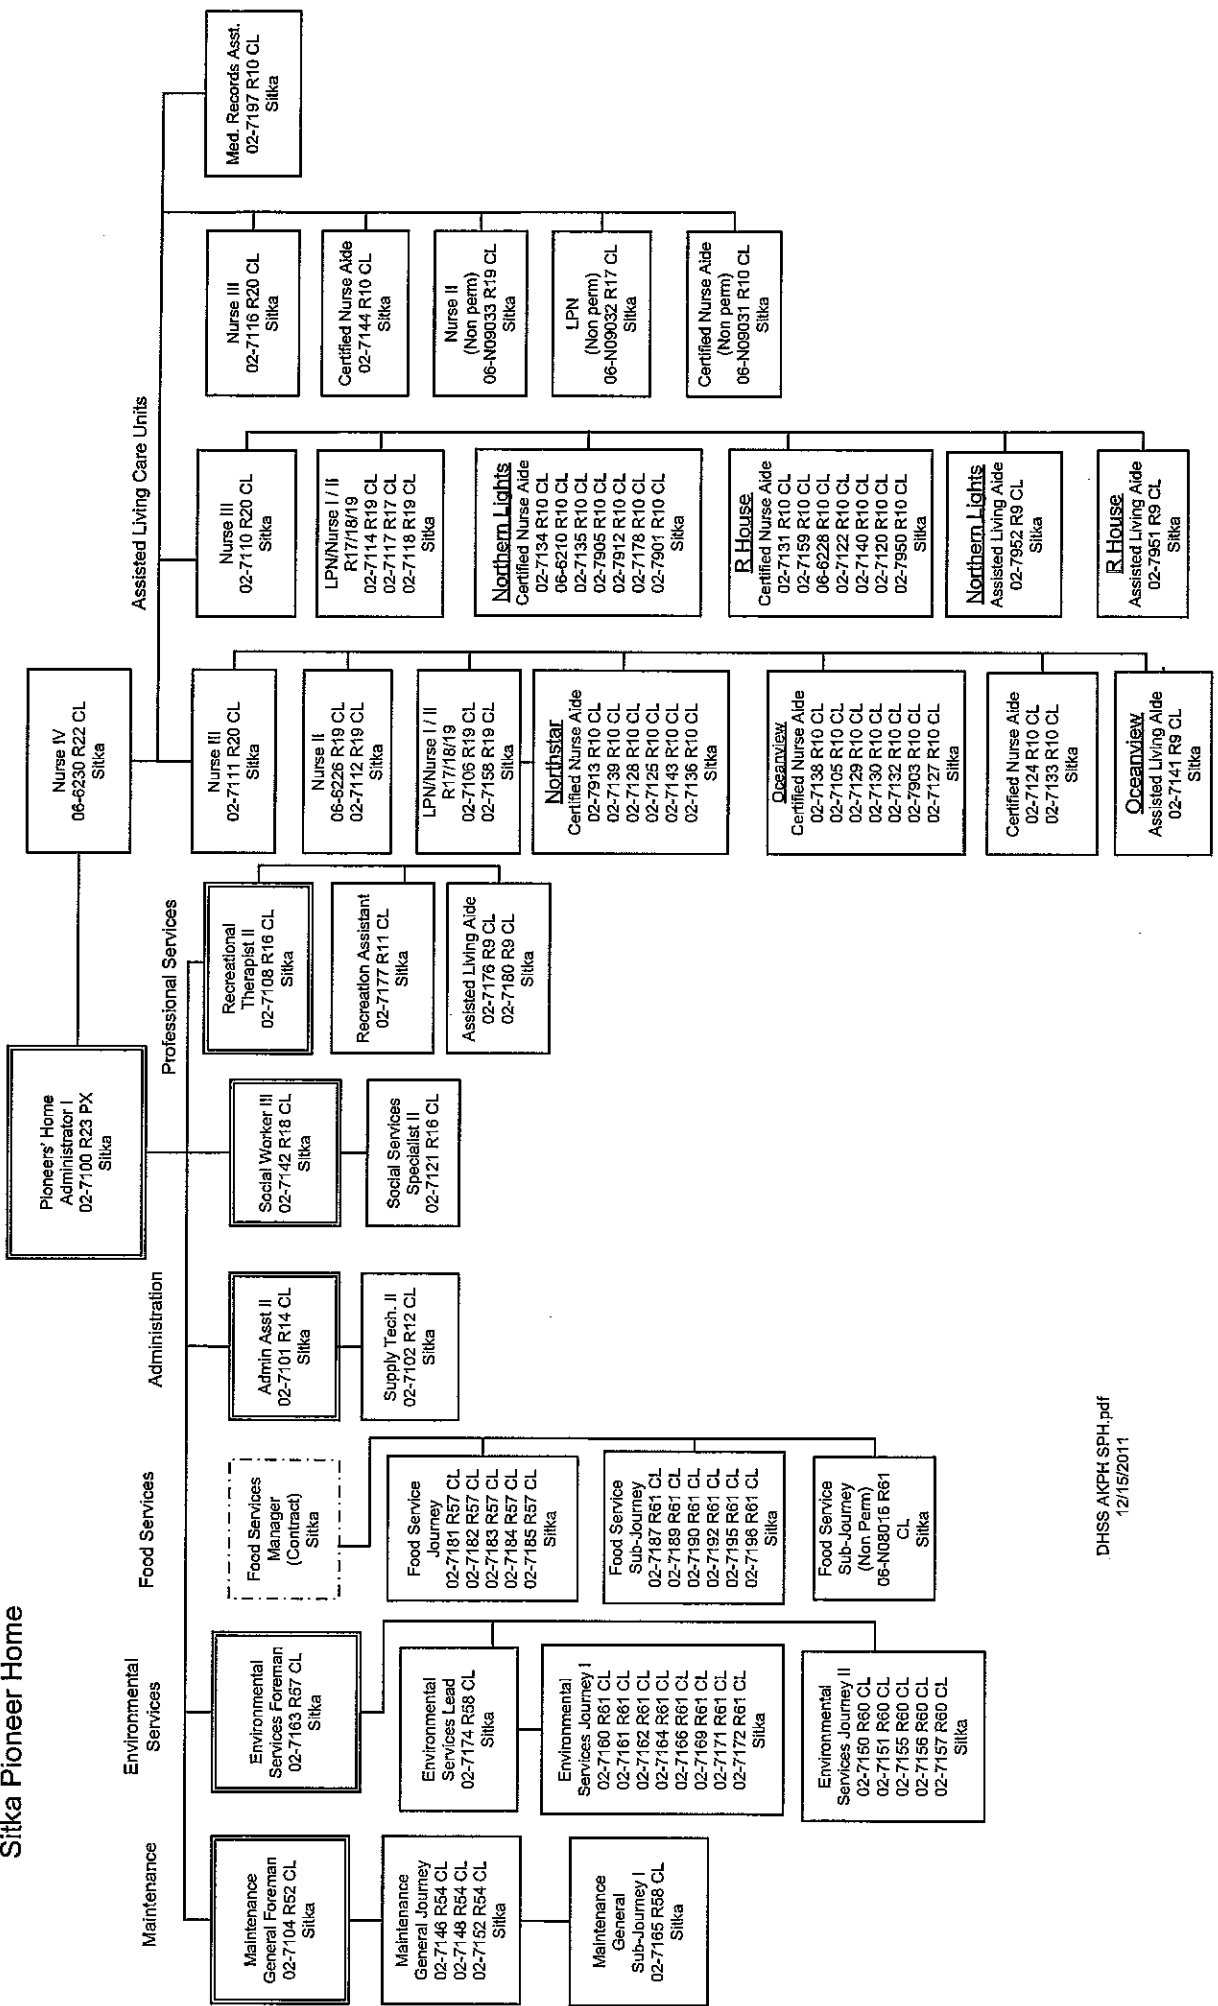 Sitka Pioneer Home
Pioneers' Home
Administrator I
02-7100 R23 PX
Sitka
Nurse IV
06-6230 R22 CL
Sitka
Maintenance
Maintenance
General Foreman
02-7104 R52 CL
Sitka
Maintenance
General Journey
02-7146 R54 CL
02-7148 R54 CL
02-7152 R54 CL
Sitka
Maintenance
General
Sub-Journey I
02-7165 R58 CL
Sitka
Environmental
Services
Environmental
Services Foreman
02-7163 R57 CL
Sitka
Environmental
Services Lead
02-7174 R58 CL
Sitka
Environmental
Services Journey I
02-7160 R61 CL
02-7161 R61 CL
02-7162 R61 CL
02-7164 R61 CL
02-7166 R61 CL
02-7169 R61 CL
02-7171 R61 CL
02-7172 R61 CL
Sitka
Environmental
Services Journey II
02-7150 R60 CL
02-7151 R60 CL
02-7155 R60 CL
02-7156 R60 CL
02-7157 R60 CL
Sitka
Food Services
Food Services
Manager
(Contract)
Sitka
Food Service
Journey
02-7181 R57 CL
02-7182 R57 CL
02-7183 R57 CL
02-7184 R57 CL
02-7185 R57 CL
Sitka
Food Service
Sub-Journey
02-7187 R61 CL
02-7189 R61 CL
02-7190 R61 CL
02-7192 R61 CL
02-7195 R61 CL
02-7196 R61 CL
Sitka
Food Service
Sub-Journey
(Non Perm)
06-N08016 R61
CL
Sitka
Administration
Admin Asst II
02-7101 R14 CL
Sitka
Supply Tech. II
02-7102 R12 CL
Sitka
Social Worker III
02-7142 R18 CL
Sitka
Social Services
Specialist II
02-7121 R16 CL
Sitka
Professional Services
Recreational
Therapist II
02-7108 R16 CL
Sitka
Recreation Assistant
02-7177 R11 CL
Sitka
Assisted Living Aide
02-7176 R9 CL
02-7180 R9 CL
Sitka
Assisted Living Care Units
Nurse III
02-7111 R20 CL
Sitka
Nurse II
06-6226 R19 CL
02-7112 R19 CL
Sitka
LPN/Nurse I / II
R17/18/19
02-7106 R19 CL
02-7158 R19 CL
Sitka
Northstar
Certified Nurse Aide
02-7913 R10 CL
02-7139 R10 CL
02-7128 R10 CL
02-7125 R10 CL
02-7143 R10 CL
02-7136 R10 CL
Sitka
Oceanview
Certified Nurse Aide
02-7138 R10 CL
02-7105 R10 CL
02-7129 R10 CL
02-7130 R10 CL
02-7132 R10 CL
02-7903 R10 CL
02-7127 R10 CL
Sitka
Certified Nurse Aide
02-7124 R10 CL
02-7133 R10 CL
Sitka
Oceanview
Assisted Living Aide
02-7141 R9 CL
Sitka
Nurse III
02-7110 R20 CL
Sitka
LPN/Nurse I / II
R17/18/19
02-7114 R19 CL
02-7117 R17 CL
02-7118 R19 CL
Sitka
Northern Lights
Certified Nurse Aide
02-7134 R10 CL
06-6210 R10 CL
02-7135 R10 CL
02-7905 R10 CL
02-7912 R10 CL
02-7178 R10 CL
02-7901 R10 CL
Sitka
R House
Certified Nurse Aide
02-7131 R10 CL
02-7159 R10 CL
06-6228 R10 CL
02-7122 R10 CL
02-7140 R10 CL
02-7120 R10 CL
02-7950 R10 CL
Sitka
Northern Lights
Assisted Living Aide
02-7952 R9 CL
Sitka
R House
Assisted Living Aide
02-7951 R9 CL
Sitka
Nurse III
02-7116 R20 CL
Sitka
Certified Nurse Aide
02-7144 R10 CL
Sitka
Nurse II
(Non perm)
06-N09033 R19 CL
Sitka
LPN
(Non perm)
06-N09032 R17 CL
Sitka
Certified Nurse Aide
(Non perm)
06-N09031 R10 CL
Sitka
Med. Records Asst.
02-7197 R10 CL
Sitka
DHSS AKPH SPH.pdf
12/15/2011